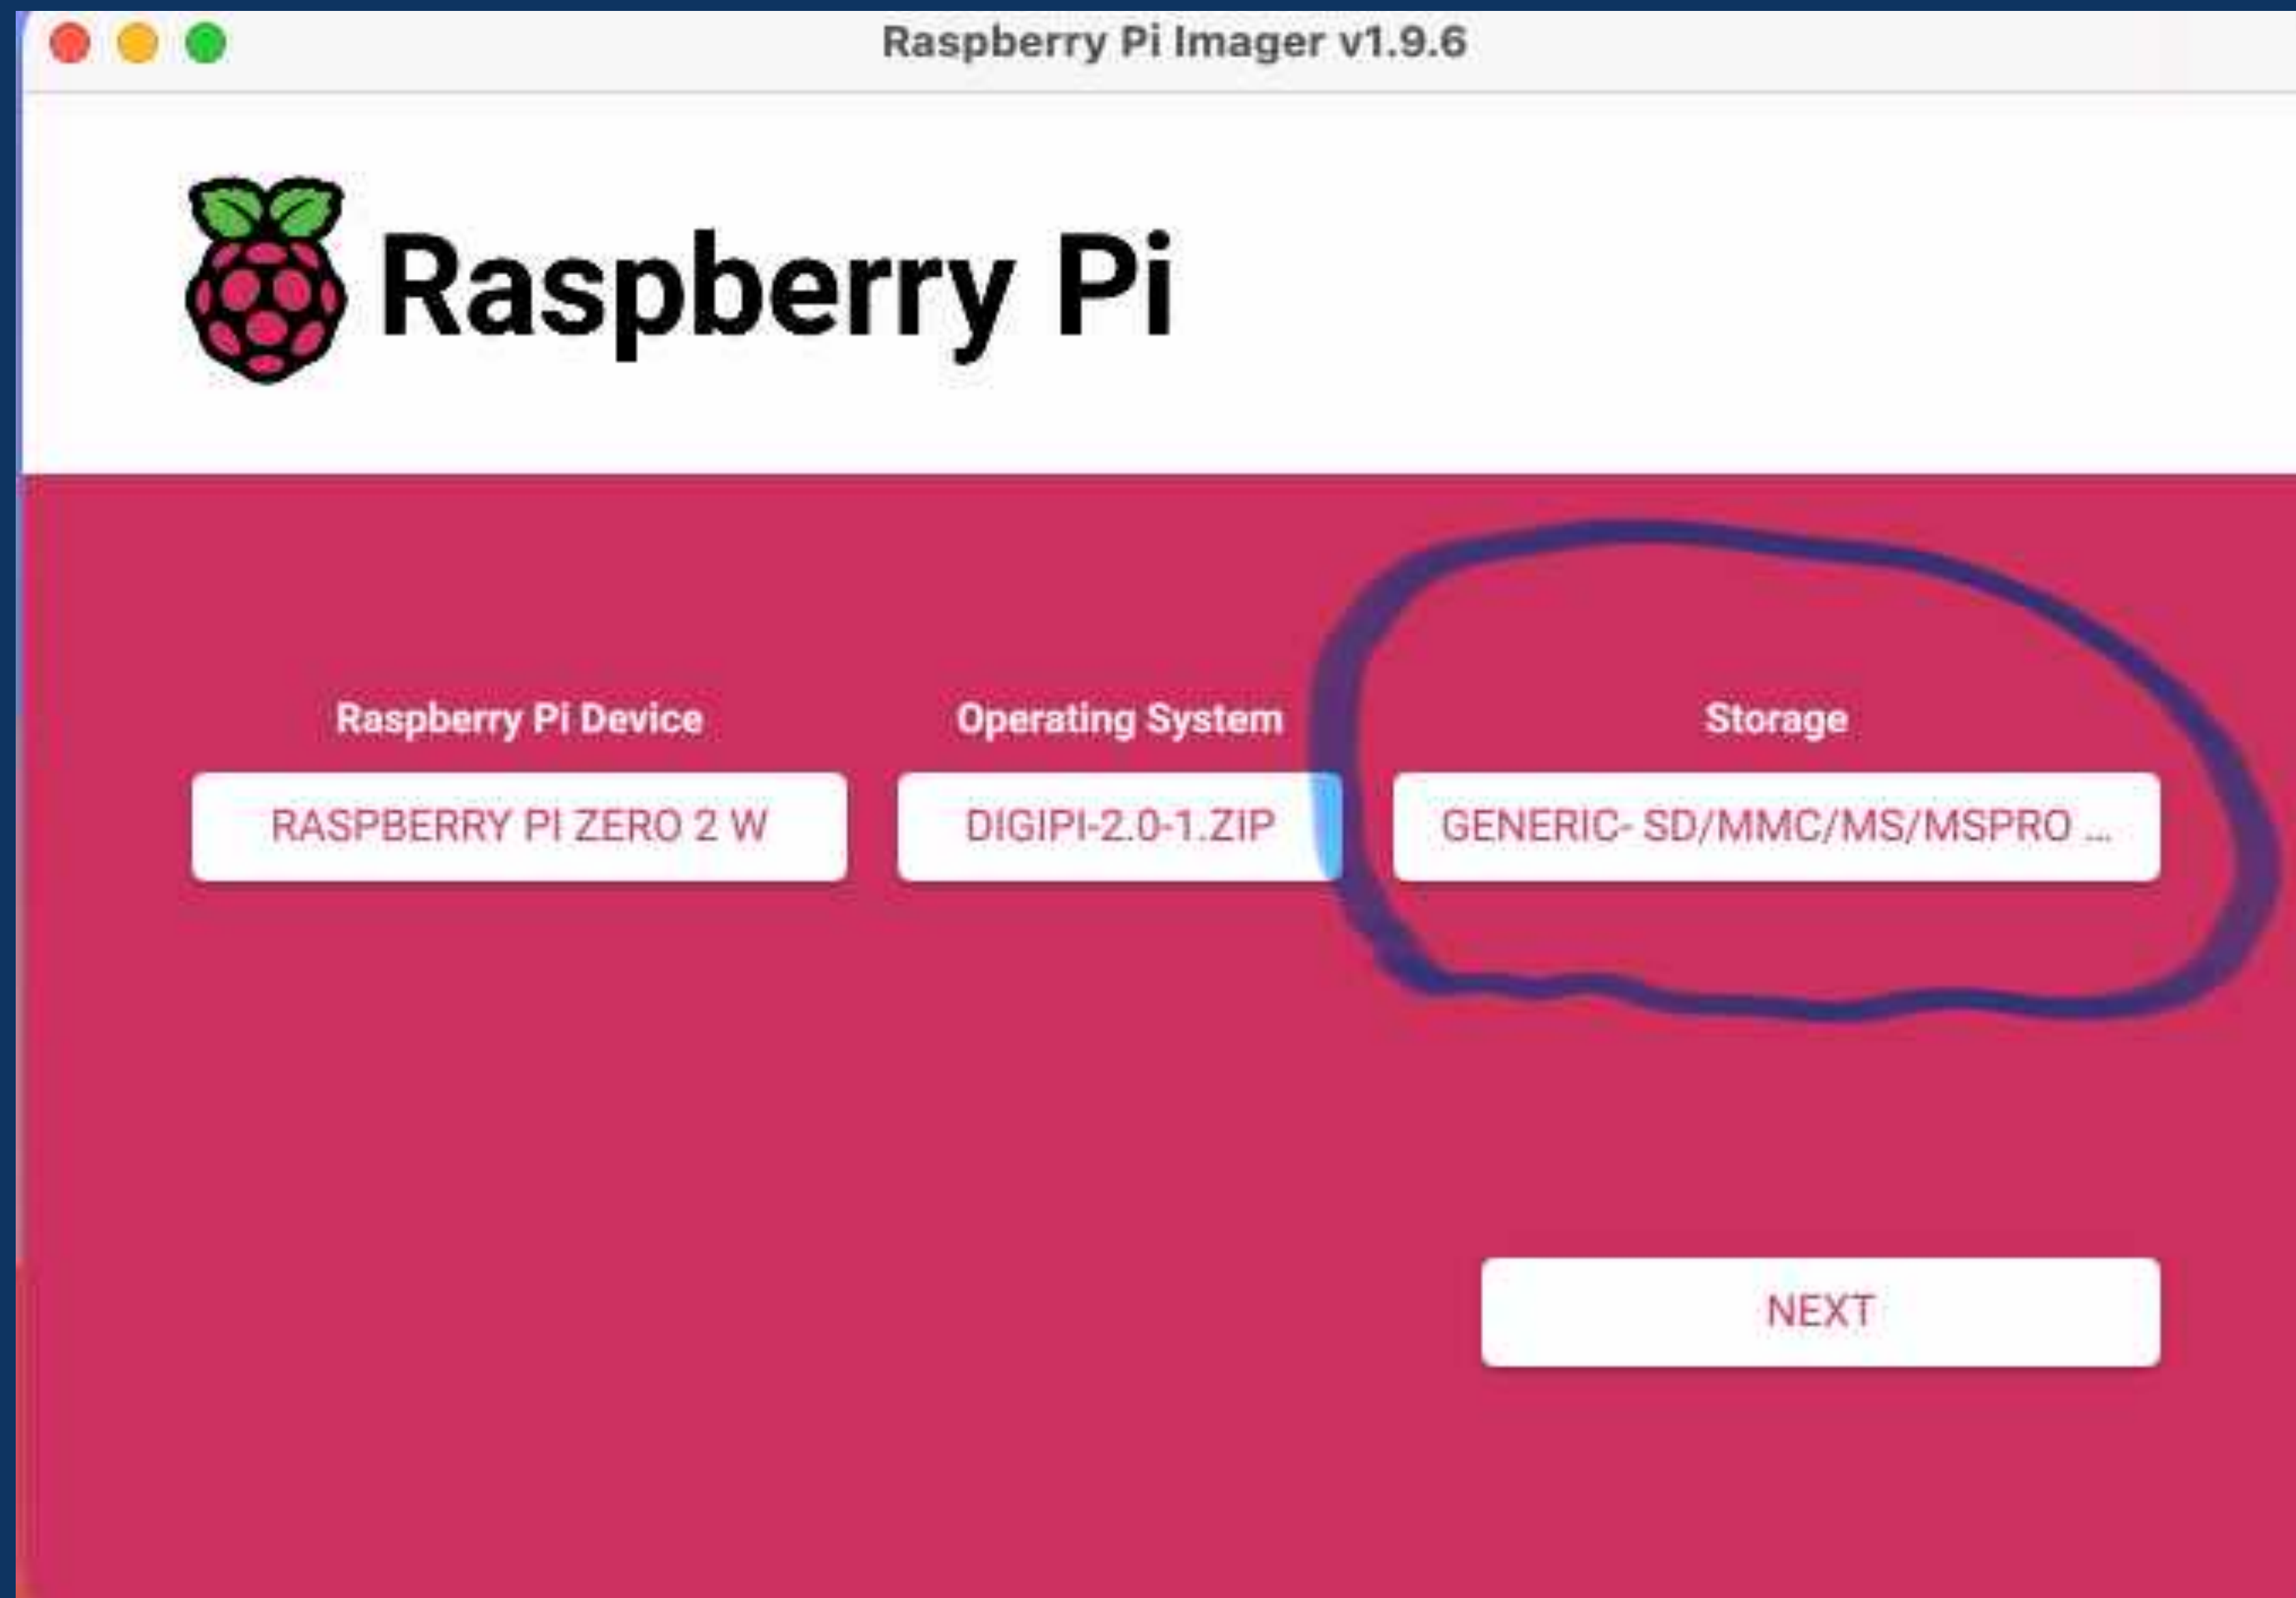 Raspberry Pi Imager v1.9.6
Raspberry Pi
Raspberry Pi Device
Operating System
Storage
RASPBERRY PI ZERO 2 W
DIGIPI-2.0-1.ZIP
GENERIC- SD/MMC/MS/MSPRO ...
NEXT